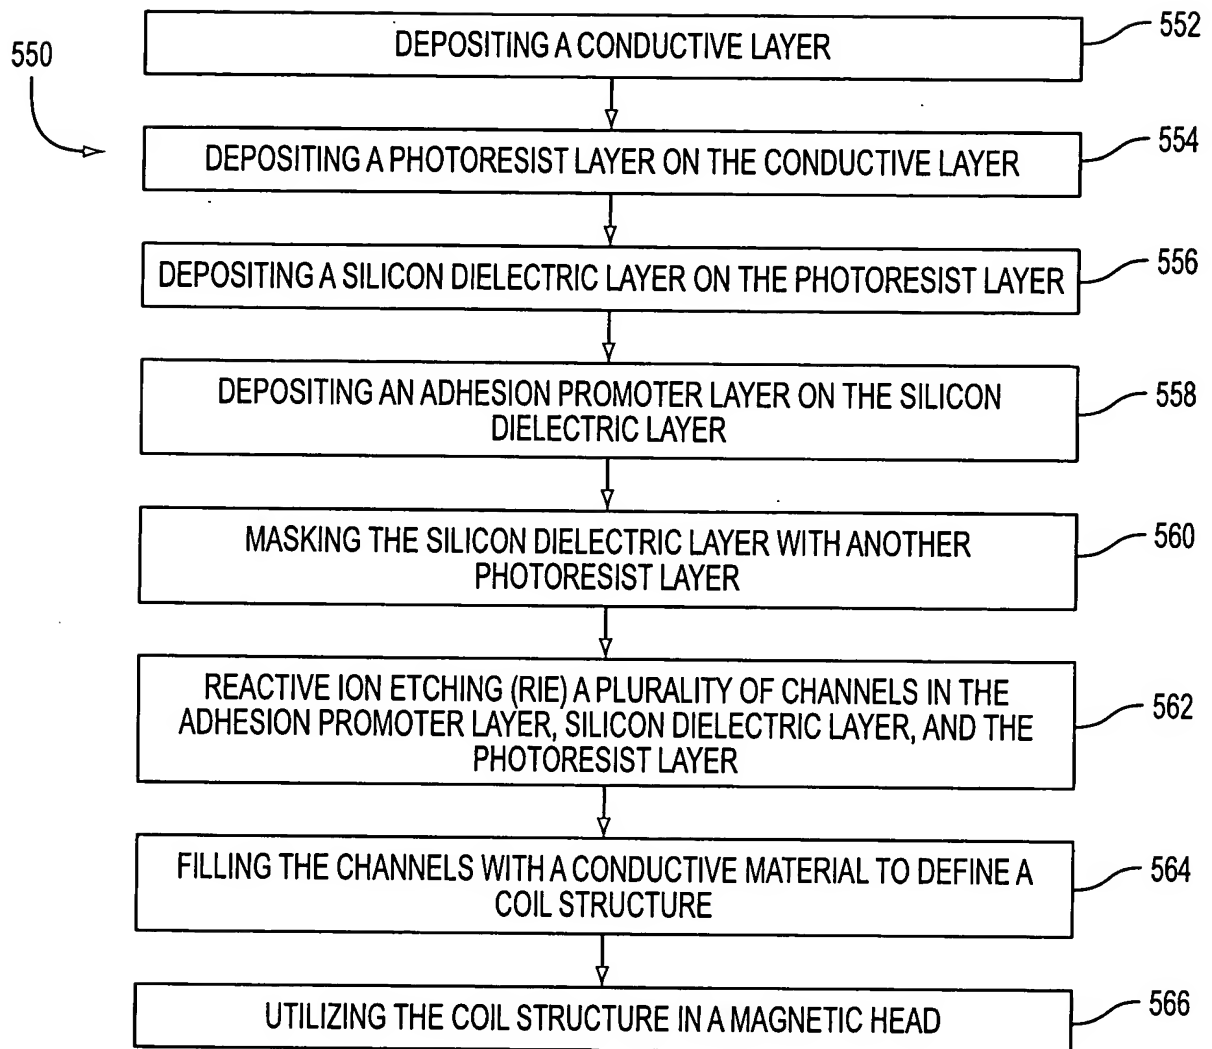 550
DEPOSITING A CONDUCTIVE LAYER
552
DEPOSITING A PHOTORESIST LAYER ON THE CONDUCTIVE LAYER
554
DEPOSITING A SILICON DIELECTRIC LAYER ON THE PHOTORESIST LAYER
556
DEPOSITING AN ADHESION PROMOTER LAYER ON THE SILICON
DIELECTRIC LAYER
558
MASKING THE SILICON DIELECTRIC LAYER WITH ANOTHER
PHOTORESIST LAYER
560
REACTIVE ION ETCHING (RIE) A PLURALITY OF CHANNELS IN THE
ADHESION PROMOTER LAYER, SILICON DIELECTRIC LAYER, AND THE
PHOTORESIST LAYER
562
FILLING THE CHANNELS WITH A CONDUCTIVE MATERIAL TO DEFINE A
COIL STRUCTURE
564
UTILIZING THE COIL STRUCTURE IN A MAGNETIC HEAD
566